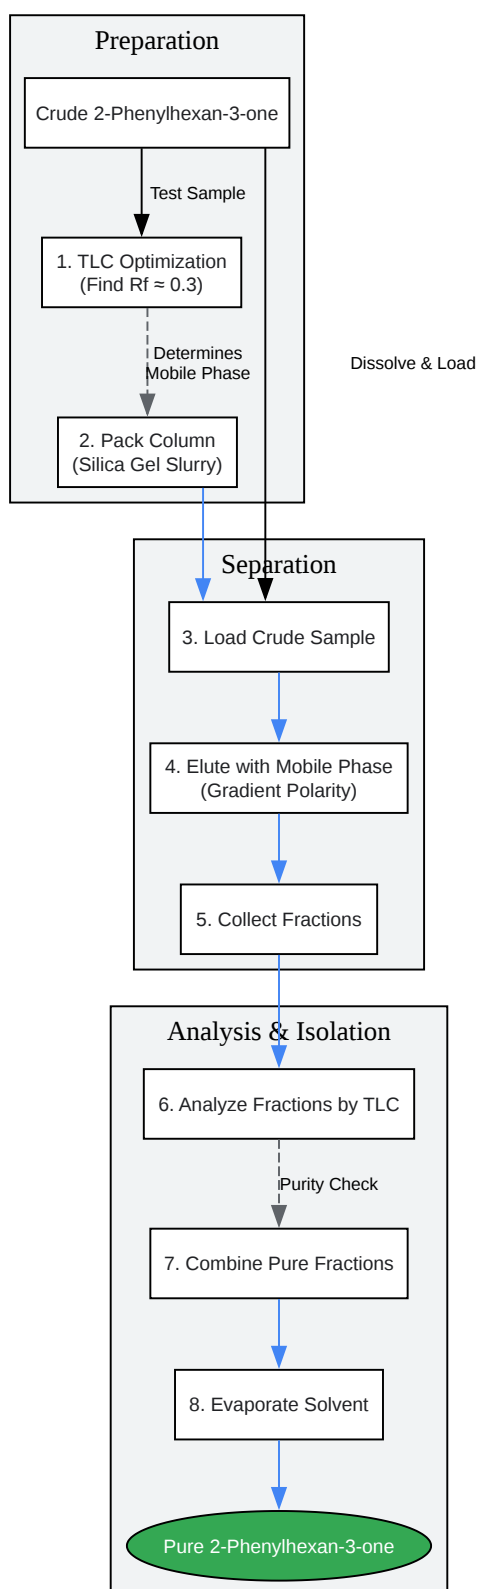 Preparation
Crude 2-Phenylhexan-3-one
Test Sample
1. TLC Optimization
(Find Rf ≈ 0.3)
Determines
Mobile Phase
Dissolve & Load
2. Pack Column
(Silica Gel Slurry)
Separation
3. Load Crude Sample
4. Elute with Mobile Phase
(Gradient Polarity)
5. Collect Fractions
Analysis & Isolation
6. Analyze Fractions by TLC
Purity Check
7. Combine Pure Fractions
8. Evaporate Solvent
Pure 2-Phenylhexan-3-one